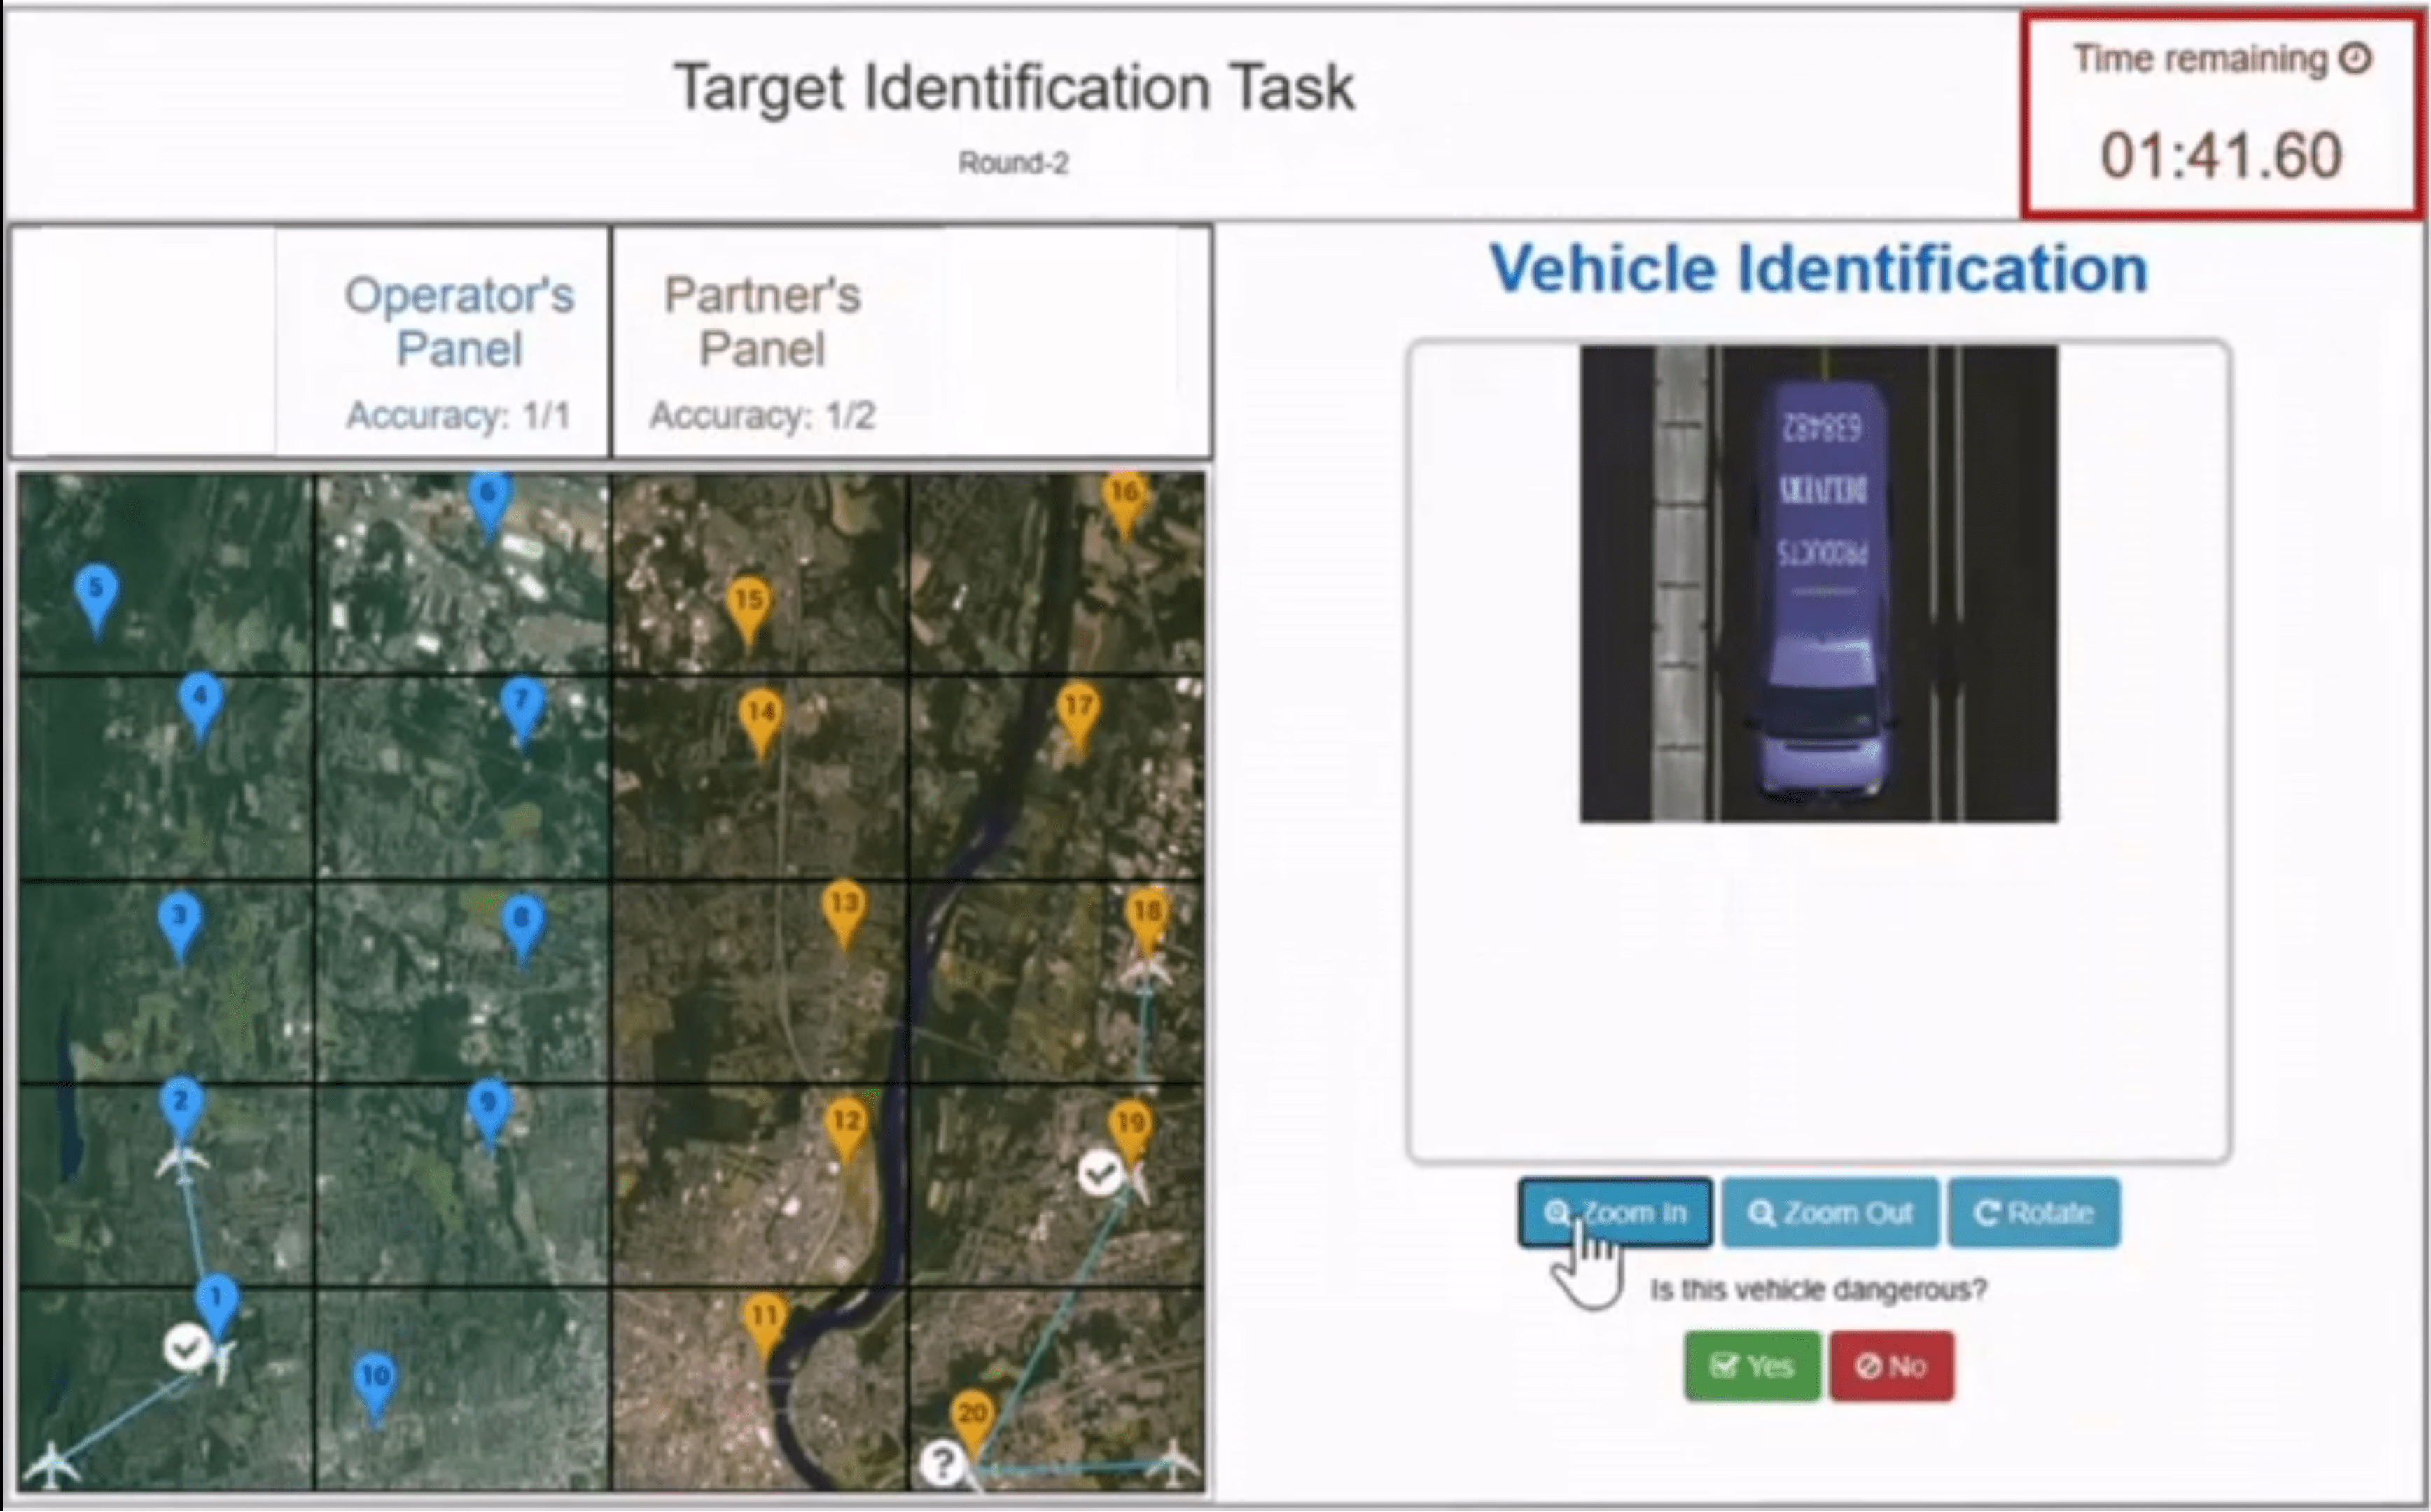 Target Identification Task
Round-2
Time remaining
01:41.60
Operator's
Panel
Accuracy: 1/1
Partner's
Panel
Accuracy: 1/2
6
16
5
15
4
7
14
17
3
8
13
18
2
9
12
19
1
11
10
20
?
Vehicle Identification
638482
DELIVERY
PRODUCTS
Zoom In
Zoom Out
Rotate
Is this vehicle dangerous?
Yes
No